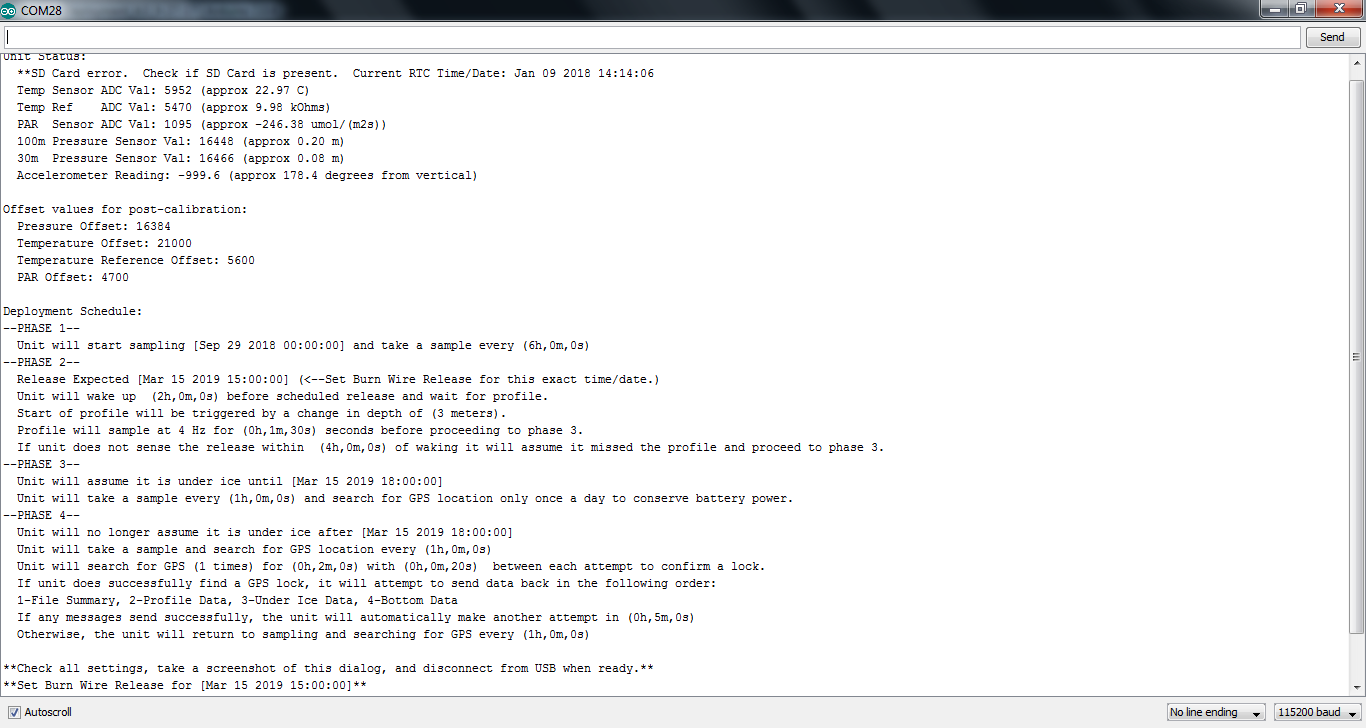 COM28
Send
Unit Status:
**SD Card error.  Check if SD Card is present.  Current RTC Time/Date: Jan 09 2018 14:14:06
Temp Sensor ADC Val: 5952 (approx 22.97 C)
Temp Ref    ADC Val: 5470 (approx 9.98 kOhms)
PAR  Sensor ADC Val: 1095 (approx -246.38 umol/(m2s))
100m Pressure Sensor Val: 16448 (approx 0.20 m)
30m  Pressure Sensor Val: 16466 (approx 0.08 m)
Accelerometer Reading: -999.6 (approx 178.4 degrees from vertical)
Offset values for post-calibration:
Pressure Offset: 16384
Temperature Offset: 21000
Temperature Reference Offset: 5600
PAR Offset: 4700
Deployment Schedule:
--PHASE 1--
Unit will start sampling [Sep 29 2018 00:00:00] and take a sample every (6h,0m,0s)
--PHASE 2--
Release Expected [Mar 15 2019 15:00:00] (<--Set Burn Wire Release for this exact time/date.)
Unit will wake up  (2h,0m,0s) before scheduled release and wait for profile.
Start of profile will be triggered by a change in depth of (3 meters).
Profile will sample at 4 Hz for (0h,1m,30s) seconds before proceeding to phase 3.
If unit does not sense the release within  (4h,0m,0s) of waking it will assume it missed the profile and proceed to phase 3.
--PHASE 3--
Unit will assume it is under ice until [Mar 15 2019 18:00:00]
Unit will take a sample every (1h,0m,0s) and search for GPS location only once a day to conserve battery power.
--PHASE 4--
Unit will no longer assume it is under ice after [Mar 15 2019 18:00:00]
Unit will take a sample and search for GPS location every (1h,0m,0s)
Unit will search for GPS (1 times) for (0h,2m,0s) with (0h,0m,20s)  between each attempt to confirm a lock.
If unit does successfully find a GPS lock, it will attempt to send data back in the following order:
1-File Summary, 2-Profile Data, 3-Under Ice Data, 4-Bottom Data
If any messages send successfully, the unit will automatically make another attempt in (0h,5m,0s)
Otherwise, the unit will return to sampling and searching for GPS every (1h,0m,0s)
**Check all settings, take a screenshot of this dialog, and disconnect from USB when ready.**
**Set Burn Wire Release for [Mar 15 2019 15:00:00]**
Autoscroll
No line ending
115200 baud